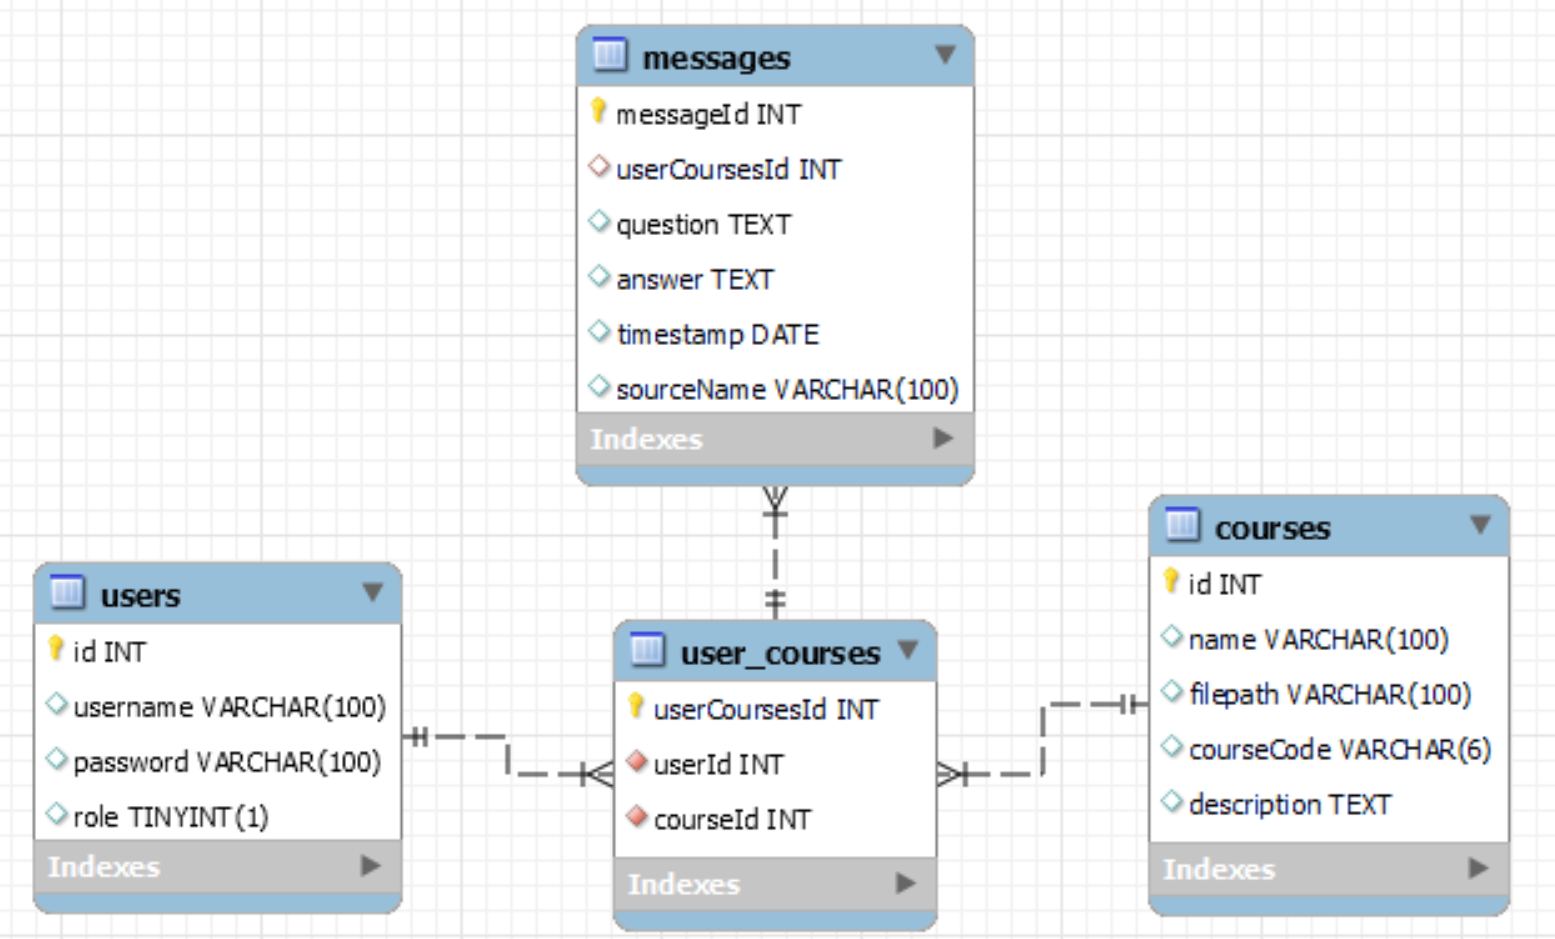 messages
messageId INT
userCoursesId INT
question TEXT
answer TEXT
timestamp DATE
sourceName VARCHAR(100)
Indexes
users
id INT
username VARCHAR(100)
password VARCHAR(100)
role TINYINT(1)
Indexes
user_courses
userCoursesId INT
userId INT
courseId INT
Indexes
courses
id INT
name VARCHAR(100)
filepath VARCHAR(100)
courseCode VARCHAR(6)
description TEXT
Indexes